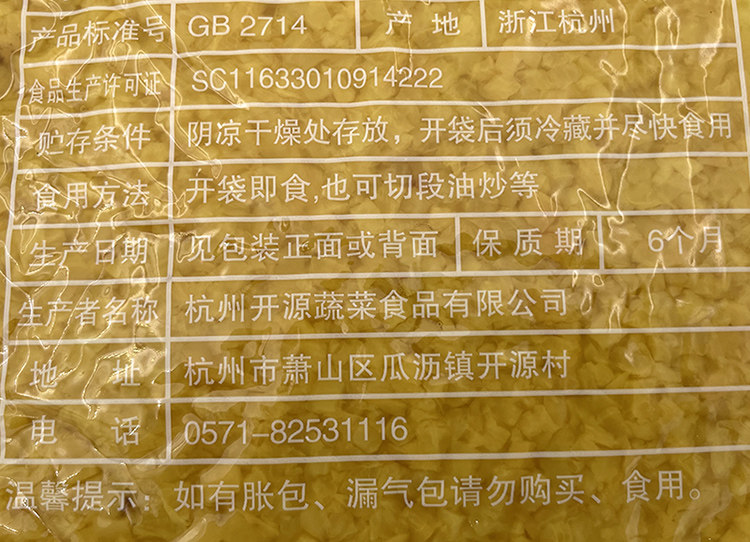 产品标准号 GB 2714 产 地 浙江杭州
食品生产许可证 SC11633010914222
贮存条件 阴凉干燥处存放，开袋后须冷藏并尽快食用
食用方法 开袋即食,也可切段油炒等
生产日期 见包装正面或背面 保 质 期 6个月
生产者名称 杭州开源蔬菜食品有限公司
地 址 杭州市萧山区瓜沥镇开源村
电 话 0571-82531116
温馨提示：如有胀包、漏气包请勿购买、食用。